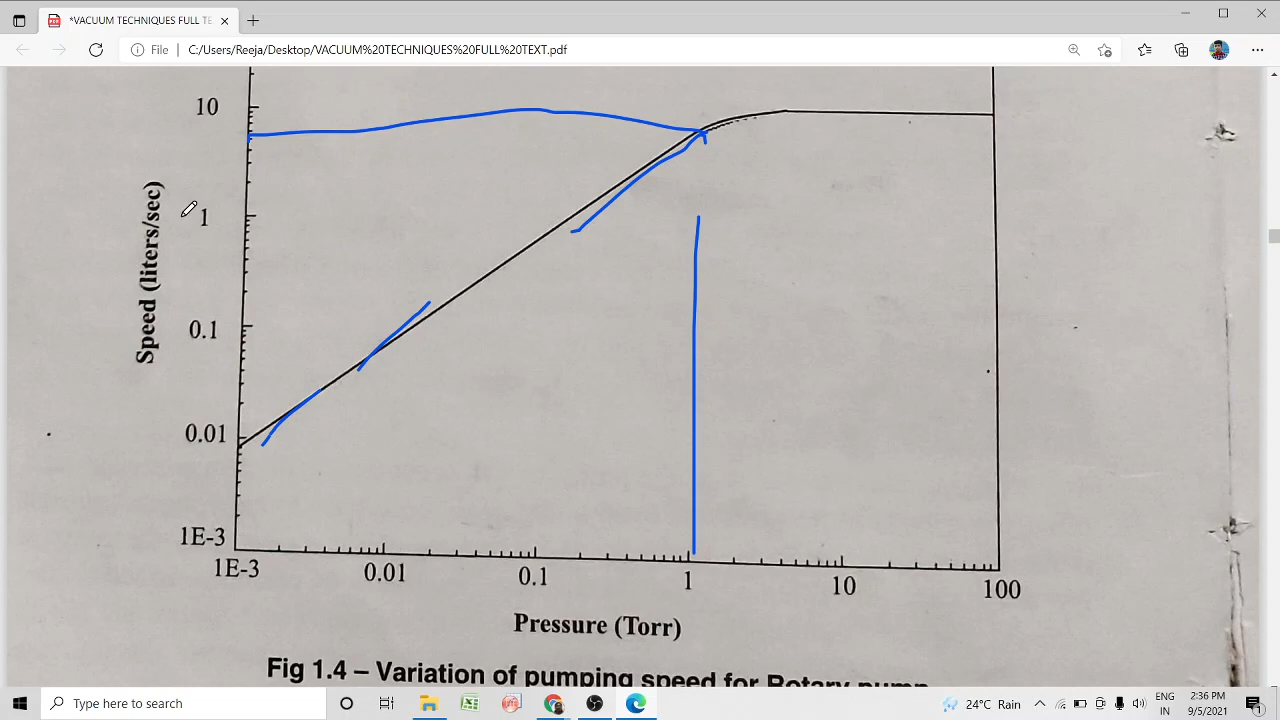 *VACUUM TECHNIQUES FULL TE
File
C:/Users/Reeja/Desktop/VACUUM%20TECHNIQUES%20FULL%20TEXT.pdf
10
1
0.1
0.01
1E-3
Speed (liters/sec)
1E-3 0.01 0.1 1 10 100
Pressure (Torr)
Fig 1.4 – Variation of pumping speed for Rotary pump
Type here to search
24°C Rain
ENG
IN
2:36 PM
9/5/2021
1